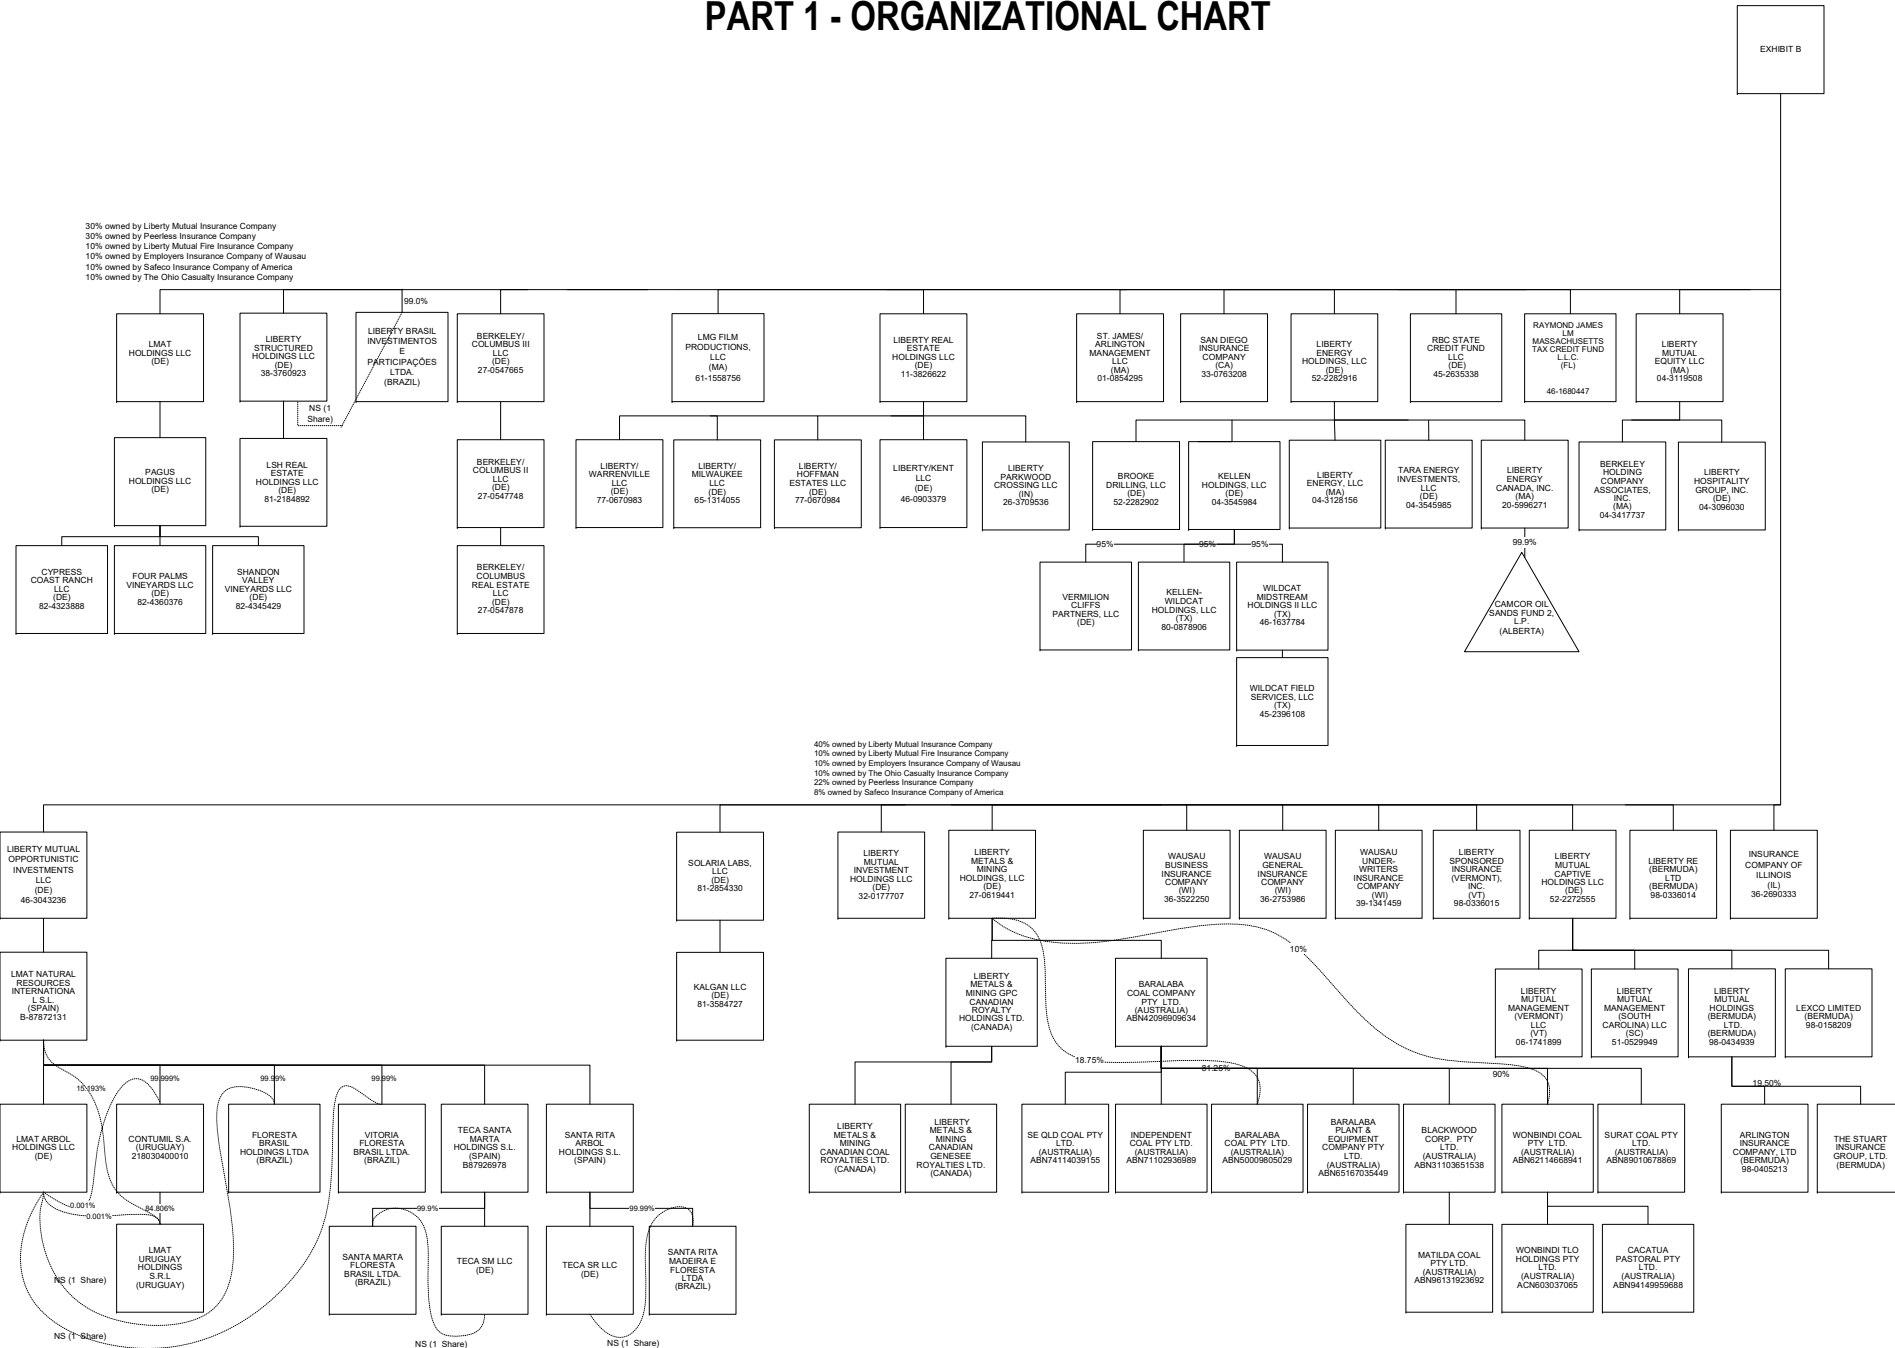 PART 1 - ORGANIZATIONAL CHART
EXHIBIT B
30% owned by Liberty Mutual Insurance Company
30% owned by Peerless Insurance Company
10% owned by Liberty Mutual Fire Insurance Company
10% owned by Employers Insurance Company of Wausau
10% owned by Safeco Insurance Company of America
10% owned by The Ohio Casualty Insurance Company
99.0%
LMAT
HOLDINGS LLC
(DE)
LIBERTY
STRUCTURED
HOLDINGS LLC
(DE)
38-3760923
LIBERTY BRASIL
INVESTIMENTOS
E
PARTICIPAÇÕES
LTDA.
(BRAZIL)
BERKELEY/
COLUMBUS III
LLC
(DE)
27-0547665
LMG FILM
PRODUCTIONS,
LLC
(MA)
61-1558756
LIBERTY REAL
ESTATE
HOLDINGS LLC
(DE)
11-3826622
ST. JAMES/
ARLINGTON
MANAGEMENT
LLC
(MA)
01-0854295
SAN DIEGO
INSURANCE
COMPANY
(CA)
33-0763208
LIBERTY
ENERGY
HOLDINGS, LLC
(DE)
52-2282916
RBC STATE
CREDIT FUND
LLC
(DE)
45-2635338
RAYMOND JAMES
LM
MASSACHUSETTS
TAX CREDIT FUND
L.L.C.
(FL)
46-1680447
LIBERTY
MUTUAL
EQUITY LLC
(MA)
04-3119508
NS (1
Share)
PAGUS
HOLDINGS LLC
(DE)
LSH REAL
ESTATE
HOLDINGS LLC
(DE)
81-2184892
BERKELEY/
COLUMBUS II
LLC
(DE)
27-0547748
LIBERTY/
WARRENVILLE
LLC
(DE)
77-0670983
LIBERTY/
MILWAUKEE
LLC
(DE)
65-1314055
LIBERTY/
HOFFMAN
ESTATES LLC
(DE)
77-0670984
LIBERTY/KENT
LLC
(DE)
46-0903379
LIBERTY
PARKWOOD
CROSSING LLC
(IN)
26-3709536
BROOKE
DRILLING, LLC
(DE)
52-2282902
KELLEN
HOLDINGS, LLC
(DE)
04-3545984
LIBERTY
ENERGY, LLC
(MA)
04-3128156
TARA ENERGY
INVESTMENTS,
LLC
(DE)
04-3545985
LIBERTY
ENERGY
CANADA, INC.
(MA)
20-5996271
BERKELEY
HOLDING
COMPANY
ASSOCIATES,
INC.
(MA)
04-3417737
LIBERTY
HOSPITALITY
GROUP, INC.
(DE)
04-3096030
95%
95%
95%
99.9%
CYPRESS
COAST RANCH
LLC
(DE)
82-4323888
FOUR PALMS
VINEYARDS LLC
(DE)
82-4360376
SHANDON
VALLEY
VINEYARDS LLC
(DE)
82-4345429
BERKELEY/
COLUMBUS
REAL ESTATE
LLC
(DE)
27-0547878
VERMILION
CLIFFS
PARTNERS, LLC
(DE)
KELLEN-
WILDCAT
HOLDINGS, LLC
(TX)
80-0878906
WILDCAT
MIDSTREAM
HOLDINGS II LLC
(TX)
46-1637784
CAMCOR OIL
SANDS FUND 2,
L.P.
(ALBERTA)
WILDCAT FIELD
SERVICES, LLC
(TX)
45-2396108
40% owned by Liberty Mutual Insurance Company
10% owned by Liberty Mutual Fire Insurance Company
10% owned by Employers Insurance Company of Wausau
10% owned by The Ohio Casualty Insurance Company
22% owned by Peerless Insurance Company
8% owned by Safeco Insurance Company of America
LIBERTY MUTUAL
OPPORTUNISTIC
INVESTMENTS
LLC
(DE)
46-3043236
SOLARIA LABS,
LLC
(DE)
81-2854330
LIBERTY
MUTUAL
INVESTMENT
HOLDINGS LLC
(DE)
32-0177707
LIBERTY
METALS &
MINING
HOLDINGS, LLC
(DE)
27-0619441
WAUSAU
BUSINESS
INSURANCE
COMPANY
(WI)
36-3522250
WAUSAU
GENERAL
INSURANCE
COMPANY
(WI)
36-2753986
WAUSAU
UNDER-
WRITERS
INSURANCE
COMPANY
(WI)
39-1341459
LIBERTY
SPONSORED
INSURANCE
(VERMONT),
INC.
(VT)
98-0336015
LIBERTY
MUTUAL
CAPTIVE
HOLDINGS LLC
(DE)
52-2272555
LIBERTY RE
(BERMUDA)
LTD
(BERMUDA)
98-0336014
INSURANCE
COMPANY OF
ILLINOIS
(IL)
36-2690333
10%
LMAT NATURAL
RESOURCES
INTERNATIONA
L S.L.
(SPAIN)
B-87872131
KALGAN LLC
(DE)
81-3584727
LIBERTY
METALS &
MINING GPC
CANADIAN
ROYALTY
HOLDINGS LTD.
(CANADA)
BARALABA
COAL COMPANY
PTY LTD.
(AUSTRALIA)
ABN42096909634
LIBERTY
MUTUAL
MANAGEMENT
(VERMONT)
LLC
(VT)
06-1741899
LIBERTY
MUTUAL
MANAGEMENT
(SOUTH
CAROLINA) LLC
(SC)
51-0529949
LIBERTY
MUTUAL
HOLDINGS
(BERMUDA)
LTD.
(BERMUDA)
98-0434939
LEXCO LIMITED
(BERMUDA)
98-0158209
15.193%
99.999%
99.99%
99.99%
18.75%
81.25%
90%
19.50%
LMAT ARBOL
HOLDINGS LLC
(DE)
CONTUMIL S.A.
(URUGUAY)
218030400010
FLORESTA
BRASIL
HOLDINGS LTDA
(BRAZIL)
VITORIA
FLORESTA
BRASIL LTDA.
(BRAZIL)
TECA SANTA
MARTA
HOLDINGS S.L.
(SPAIN)
B87926978
SANTA RITA
ARBOL
HOLDINGS S.L.
(SPAIN)
LIBERTY
METALS &
MINING
CANADIAN COAL
ROYALTIES LTD.
(CANADA)
LIBERTY
METALS &
MINING
CANADIAN
GENESEE
ROYALTIES LTD.
(CANADA)
SE QLD COAL PTY
LTD.
(AUSTRALIA)
ABN74114039155
INDEPENDENT
COAL PTY LTD.
(AUSTRALIA)
ABN71102936989
BARALABA
COAL PTY LTD.
(AUSTRALIA)
ABN50009805029
BARALABA
PLANT &
EQUIPMENT
COMPANY PTY
LTD.
(AUSTRALIA)
ABN65167035449
BLACKWOOD
CORP. PTY
LTD.
(AUSTRALIA)
ABN31103651538
WONBINDI COAL
PTY LTD.
(AUSTRALIA)
ABN62114668941
SURAT COAL PTY
LTD.
(AUSTRALIA)
ABN89010678869
ARLINGTON
INSURANCE
COMPANY, LTD
(BERMUDA)
98-0405213
THE STUART
INSURANCE
GROUP, LTD.
(BERMUDA)
0.001%
0.001%
84.806%
99.9%
99.99%
LMAT
URUGUAY
HOLDINGS
S.R.L
(URUGUAY)
SANTA MARTA
FLORESTA
BRASIL LTDA.
(BRAZIL)
TECA SM LLC
(DE)
TECA SR LLC
(DE)
SANTA RITA
MADEIRA E
FLORESTA
LTDA
(BRAZIL)
MATILDA COAL
PTY LTD.
(AUSTRALIA)
ABN96131923692
WONBINDI TLO
HOLDINGS PTY
LTD.
(AUSTRALIA)
ACN603037065
CACATUA
PASTORAL PTY
LTD.
(AUSTRALIA)
ABN94149959688
NS (1 Share)
NS (1 Share)
NS (1 Share)
NS (1 Share)